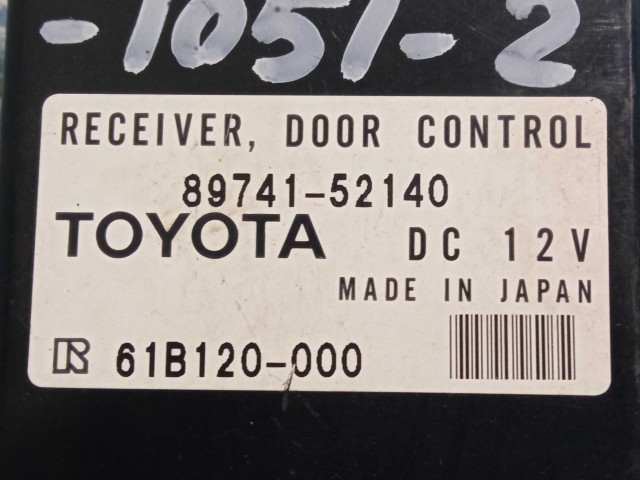 -1051-2
RECEIVER, DOOR CONTROL
89741-52140
TOYOTA DC 12V
MADE IN JAPAN
R 61B120-000